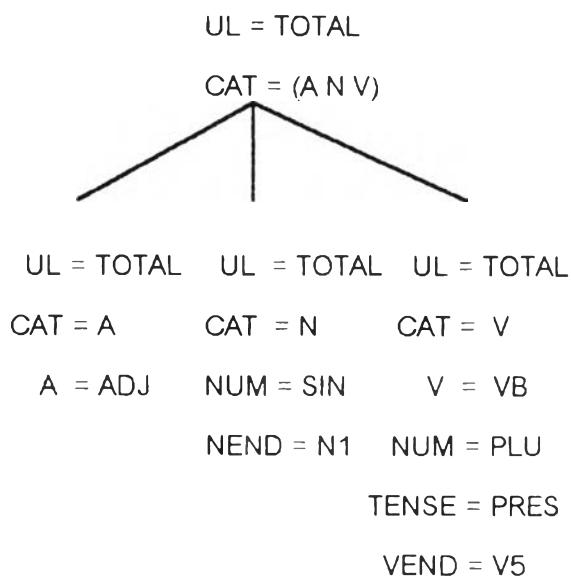 UL = TOTAL
CAT = (A N V)
UL = TOTAL UL = TOTAL UL = TOTAL
CAT = A CAT = N CAT = V
A = ADJ NUM = SIN V = VB
NEND = N1 NUM = PLU
TENSE = PRES
VEND = V5